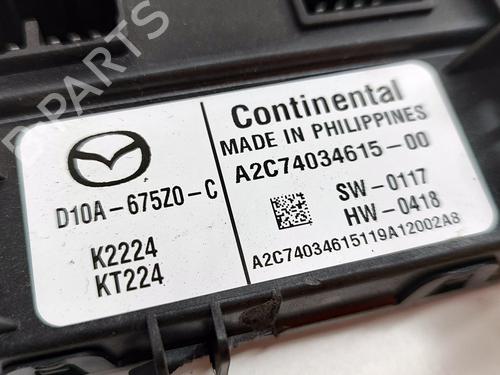 D10A-675Z0-C
K2224
KT224
Continental
MADE IN PHILIPPINES
A2C74034615-00
SW-0117
HW-0418
A2C74034615119A12002A8
PARTS